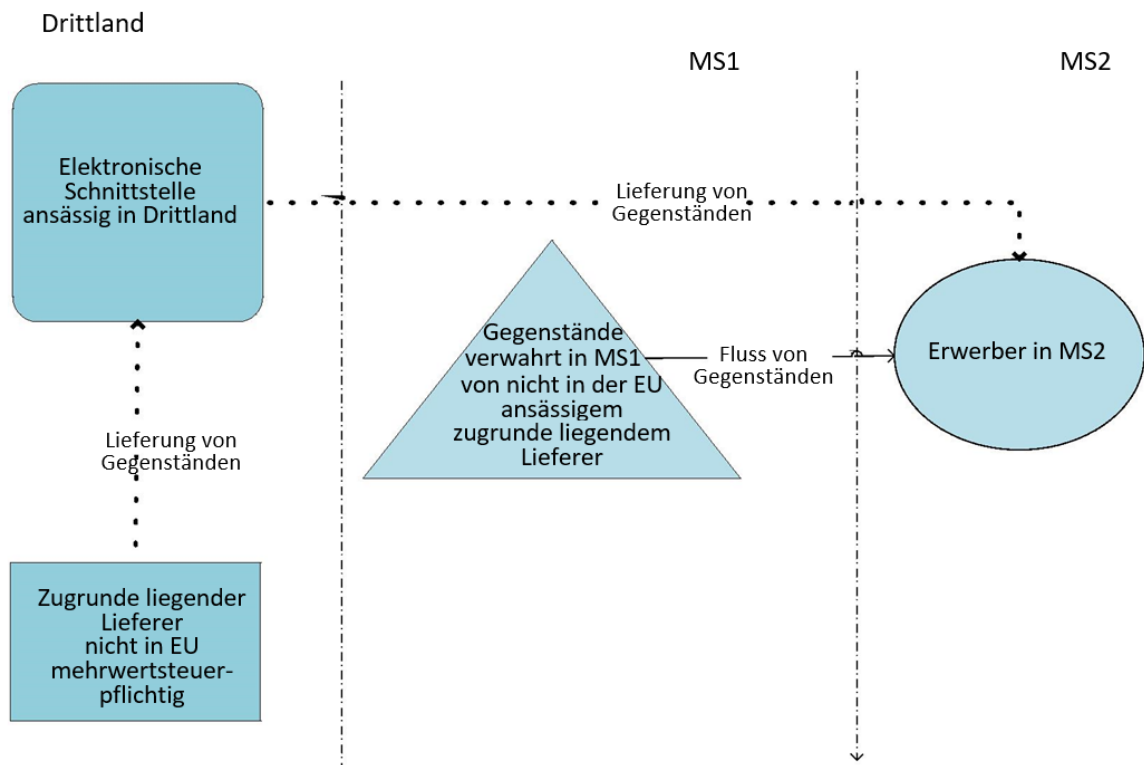 Drittland
MS1
MS2
Elektronische
Schnittstelle
ansässig in Drittland
Lieferung von
Gegenständen
Gegenstände
verwahrt in MS1
von nicht in der EU
ansässigem
zugrunde liegendem
Lieferer
Fluss von
Gegenständen
Erwerber in MS2
Lieferung von
Gegenständen
Zugrunde liegender
Lieferer
nicht in EU
mehrwertsteuer-
pflichtig